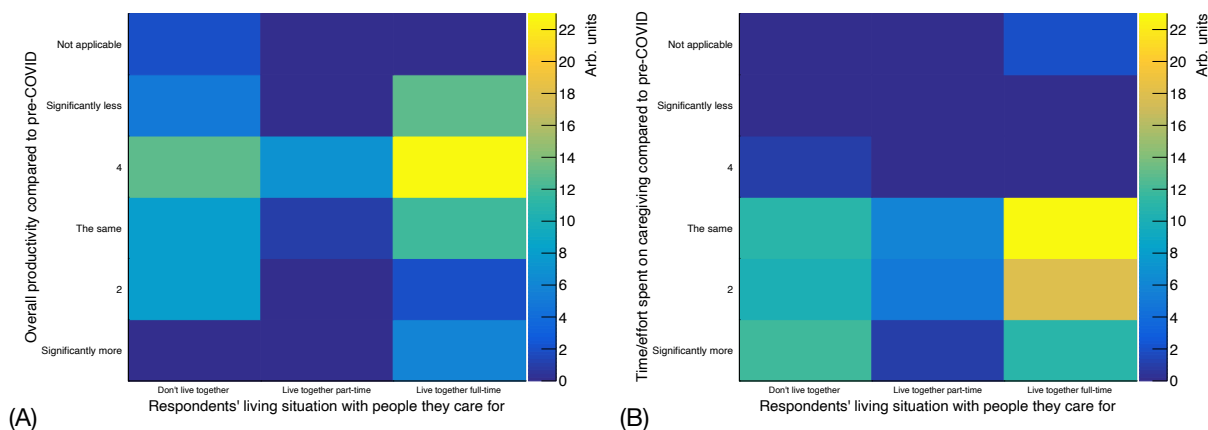 Overall productivity compared to pre-COVID
Not applicable
Significantly less
4
The same
2
Significantly more
Don't live together
Live together part-time
Live together full-time
Respondents' living situation with people they care for
22
20
18
16
14
12
10
8
6
4
2
0
Arb. units
(A)
Time/effort spent on caregiving compared to pre-COVID
Not applicable
Significantly less
4
The same
2
Significantly more
Don't live together
Live together part-time
Live together full-time
Respondents' living situation with people they care for
22
20
18
16
14
12
10
8
6
4
2
0
Arb. units
(B)